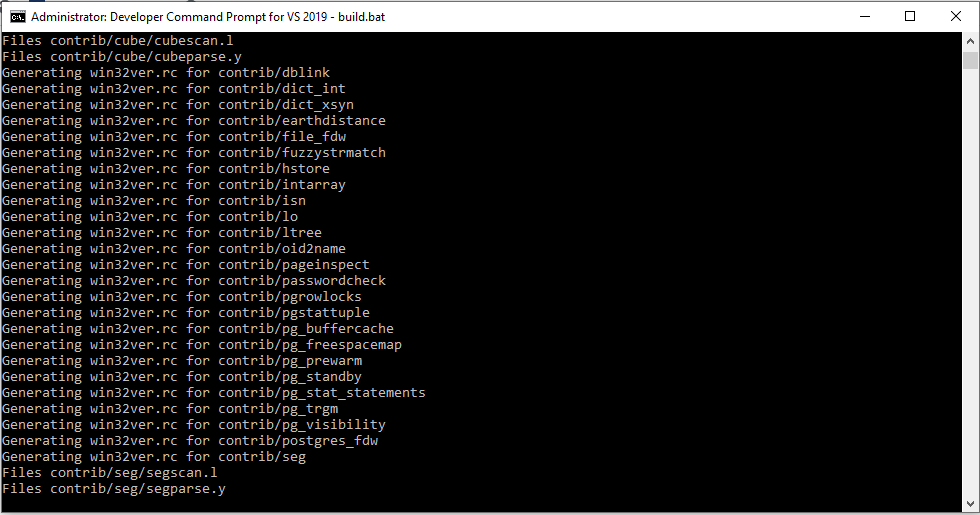 Administrator: Developer Command Prompt for VS 2019 - build.bat
Files contrib/cube/cubescan.l
Files contrib/cube/cubeparse.y
Generating win32ver.rc for contrib/dblink
Generating win32ver.rc for contrib/dict_int
Generating win32ver.rc for contrib/dict_xsyn
Generating win32ver.rc for contrib/earthdistance
Generating win32ver.rc for contrib/file_fdw
Generating win32ver.rc for contrib/fuzzystrmatch
Generating win32ver.rc for contrib/hstore
Generating win32ver.rc for contrib/intarray
Generating win32ver.rc for contrib/isn
Generating win32ver.rc for contrib/lo
Generating win32ver.rc for contrib/ltree
Generating win32ver.rc for contrib/oid2name
Generating win32ver.rc for contrib/pageinspect
Generating win32ver.rc for contrib/passwordcheck
Generating win32ver.rc for contrib/pgrowlocks
Generating win32ver.rc for contrib/pgstattuple
Generating win32ver.rc for contrib/pg_buffercache
Generating win32ver.rc for contrib/pg_freespacemap
Generating win32ver.rc for contrib/pg_prewarm
Generating win32ver.rc for contrib/pg_standby
Generating win32ver.rc for contrib/pg_stat_statements
Generating win32ver.rc for contrib/pg_trgm
Generating win32ver.rc for contrib/pg_visibility
Generating win32ver.rc for contrib/postgres_fdw
Generating win32ver.rc for contrib/seg
Files contrib/seg/segscan.l
Files contrib/seg/segparse.y